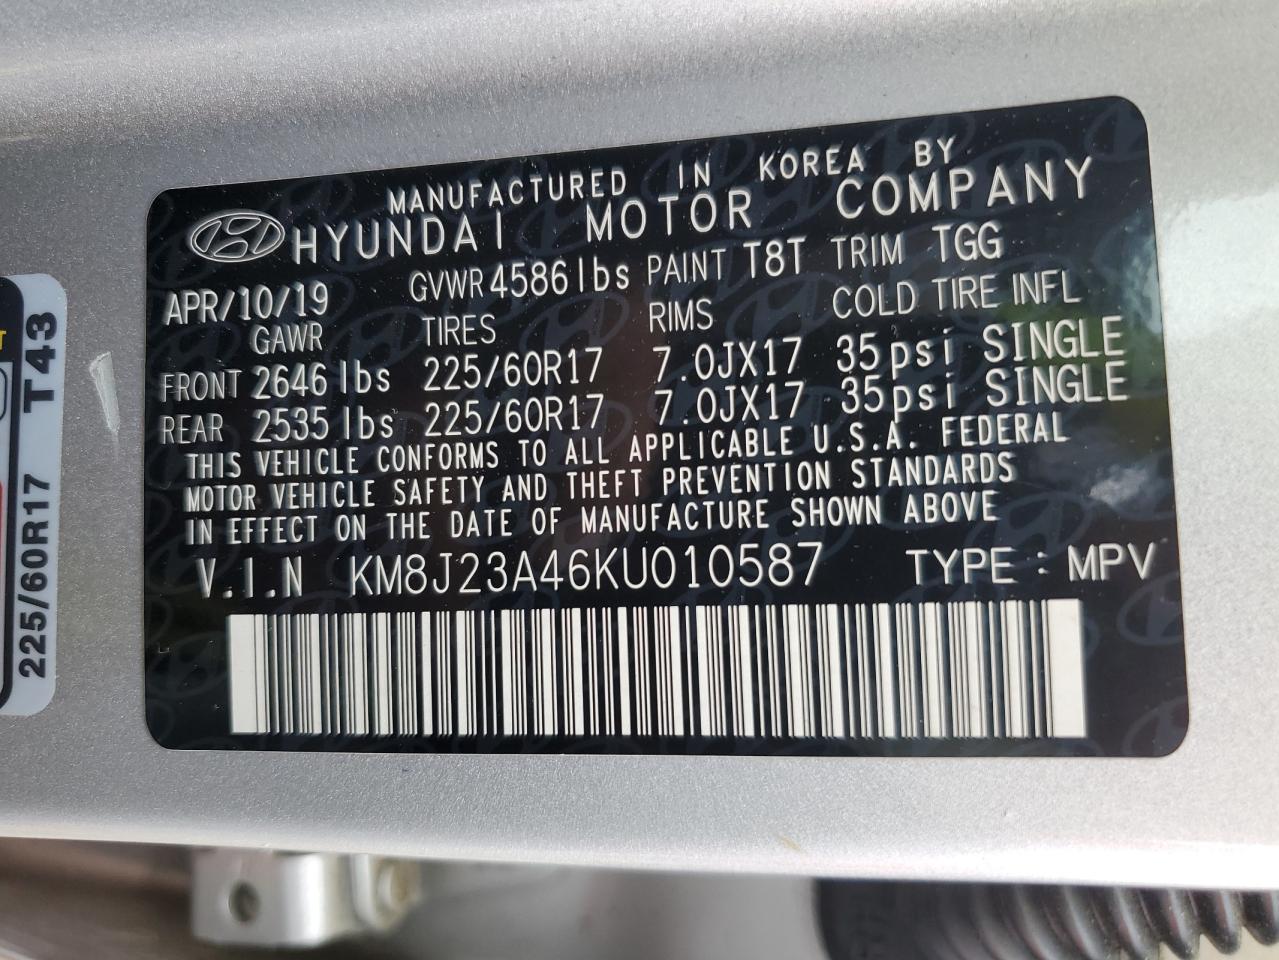 MANUFACTURED IN KOREA BY
HYUNDAI MOTOR COMPANY
APR/10/19 GVWR 4586 lbs PAINT T8T TRIM TGG
GAWR TIRES RIMS COLD TIRE INFL
FRONT 2646 lbs 225/60R17 7.0JX17 35psi SINGLE
REAR 2535 lbs 225/60R17 7.0JX17 35psi SINGLE
THIS VEHICLE CONFORMS TO ALL APPLICABLE U.S.A. FEDERAL
MOTOR VEHICLE SAFETY AND THEFT PREVENTION STANDARDS
IN EFFECT ON THE DATE OF MANUFACTURE SHOWN ABOVE
V.I.N KM8J23A46KU010587 TYPE : MPV
225/60R17 T43